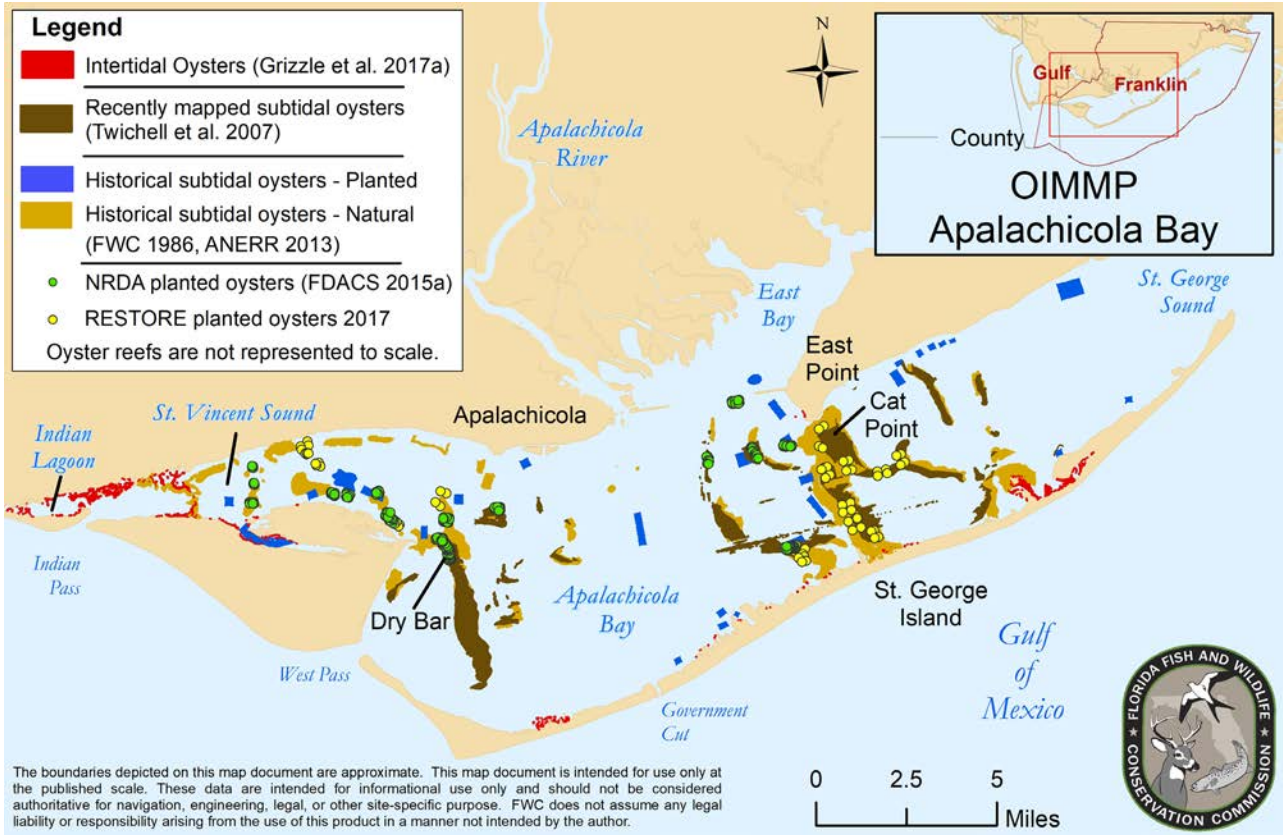 Legend
Intertidal Oysters (Grizzle et al. 2017a)
Recently mapped subtidal oysters
(Twichell et al. 2007)
Historical subtidal oysters - Planted
Historical subtidal oysters - Natural
(FWC 1986, ANERR 2013)
NRDA planted oysters (FDACS 2015a)
RESTORE planted oysters 2017
Oyster reefs are not represented to scale.
N
Gulf
Franklin
County
OIMMP
Apalachicola Bay
Apalachicola
River
East
Bay
St. George
Sound
East
Point
Cat
Point
Apalachicola
St. Vincent Sound
Indian
Lagoon
Indian
Pass
Dry Bar
Apalachicola
Bay
St. George
Island
West Pass
Government
Cut
Gulf
of
Mexico
The boundaries depicted on this map document are approximate. This map document is intended for use only at
the published scale. These data are intended for informational use only and should not be considered
authoritative for navigation, engineering, legal, or other site-specific purpose. FWC does not assume any legal
liability or responsibility arising from the use of this product in a manner not intended by the author.
0 2.5 5
Miles
FLORIDA FISH AND WILDLIFE
CONSERVATION COMMISSION